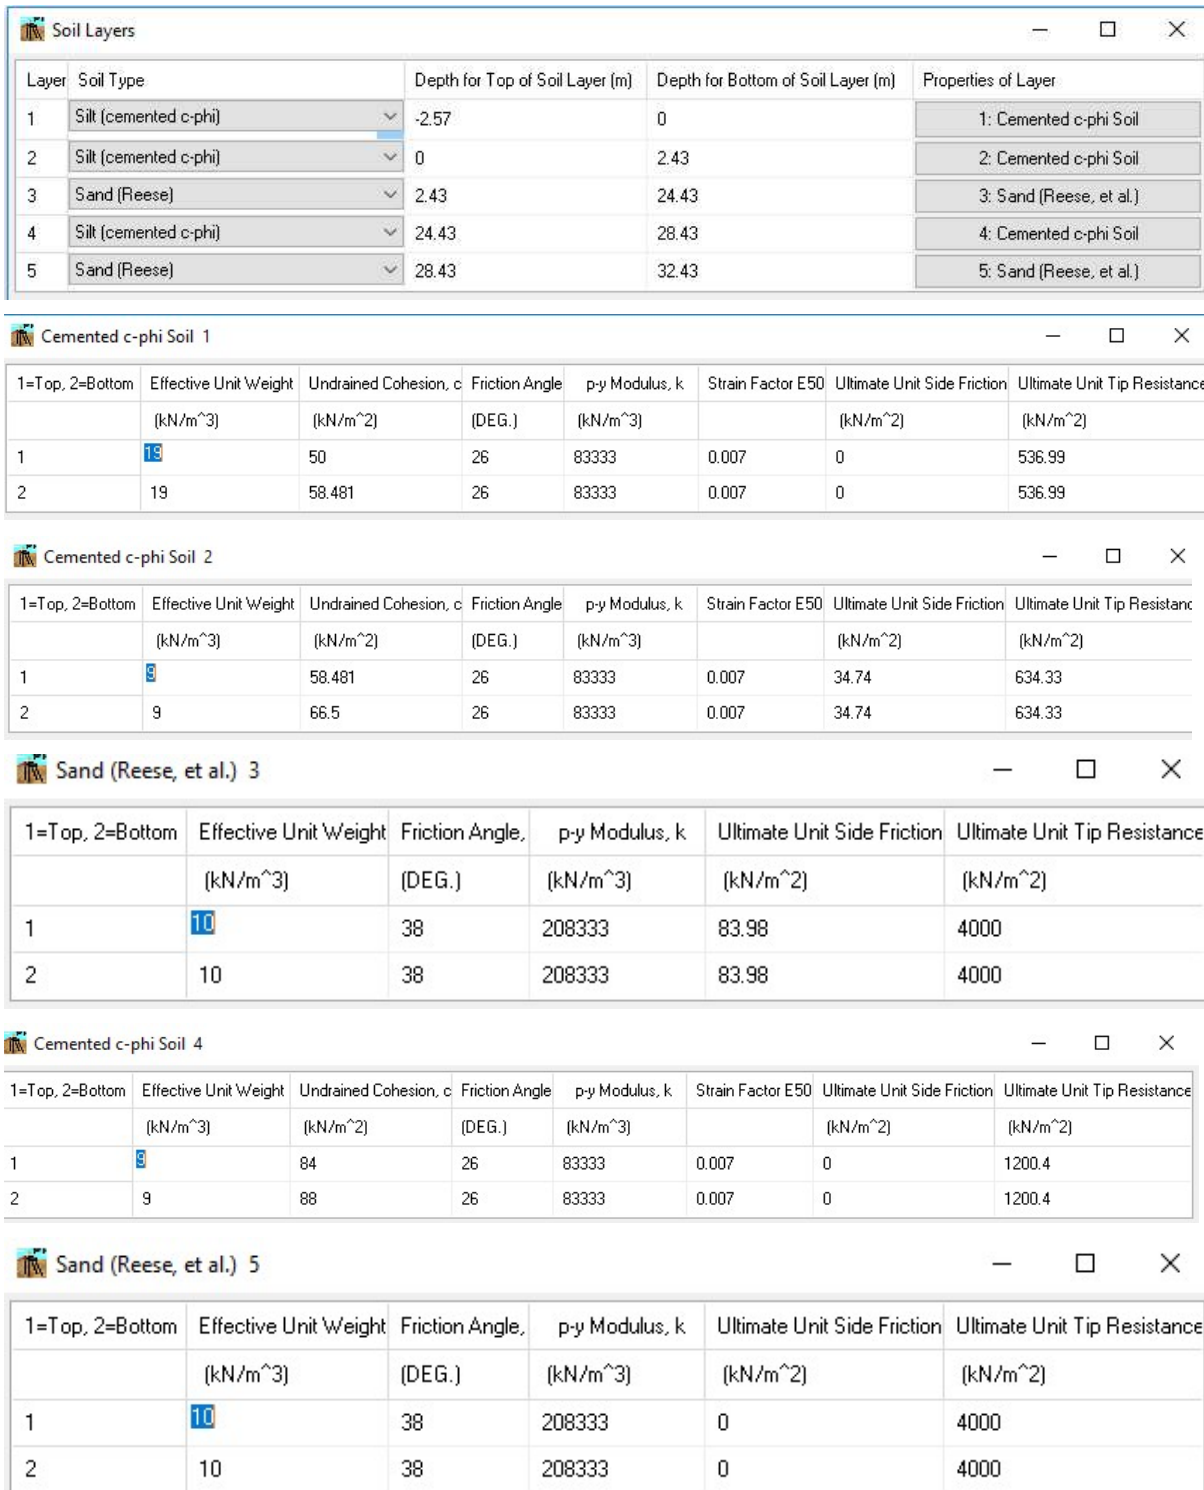 Soil Layers
Layer Soil Type Depth for Top of Soil Layer (m) Depth for Bottom of Soil Layer (m) Properties of Layer
1 Silt (cemented c-phi) -2.57 0 1: Cemented c-phi Soil
2 Silt (cemented c-phi) 0 2.43 2: Cemented c-phi Soil
3 Sand (Reese) 2.43 24.43 3: Sand (Reese, et al.)
4 Silt (cemented c-phi) 24.43 28.43 4: Cemented c-phi Soil
5 Sand (Reese) 28.43 32.43 5: Sand (Reese, et al.)
Cemented c-phi Soil 1
1=Top, 2=Bottom Effective Unit Weight Undrained Cohesion, c Friction Angle p-y Modulus, k Strain Factor E50 Ultimate Unit Side Friction Ultimate Unit Tip Resistance
(kN/m^3) (kN/m^2) (DEG.) (kN/m^3) (kN/m^2) (kN/m^2)
1 19 50 26 83333 0.007 0 536.99
2 19 58.481 26 83333 0.007 0 536.99
Cemented c-phi Soil 2
1=Top, 2=Bottom Effective Unit Weight Undrained Cohesion, c Friction Angle p-y Modulus, k Strain Factor E50 Ultimate Unit Side Friction Ultimate Unit Tip Resistanc
(kN/m^3) (kN/m^2) (DEG.) (kN/m^3) (kN/m^2) (kN/m^2)
1 9 58.481 26 83333 0.007 34.74 634.33
2 9 66.5 26 83333 0.007 34.74 634.33
Sand (Reese, et al.) 3
1=Top, 2=Bottom Effective Unit Weight Friction Angle, p-y Modulus, k Ultimate Unit Side Friction Ultimate Unit Tip Resistance
(kN/m^3) (DEG.) (kN/m^3) (kN/m^2) (kN/m^2)
1 10 38 208333 83.98 4000
2 10 38 208333 83.98 4000
Cemented c-phi Soil 4
1=Top, 2=Bottom Effective Unit Weight Undrained Cohesion, c Friction Angle p-y Modulus, k Strain Factor E50 Ultimate Unit Side Friction Ultimate Unit Tip Resistance
(kN/m^3) (kN/m^2) (DEG.) (kN/m^3) (kN/m^2) (kN/m^2)
1 9 84 26 83333 0.007 0 1200.4
2 9 88 26 83333 0.007 0 1200.4
Sand (Reese, et al.) 5
1=Top, 2=Bottom Effective Unit Weight Friction Angle, p-y Modulus, k Ultimate Unit Side Friction Ultimate Unit Tip Resistance
(kN/m^3) (DEG.) (kN/m^3) (kN/m^2) (kN/m^2)
1 10 38 208333 0 4000
2 10 38 208333 0 4000